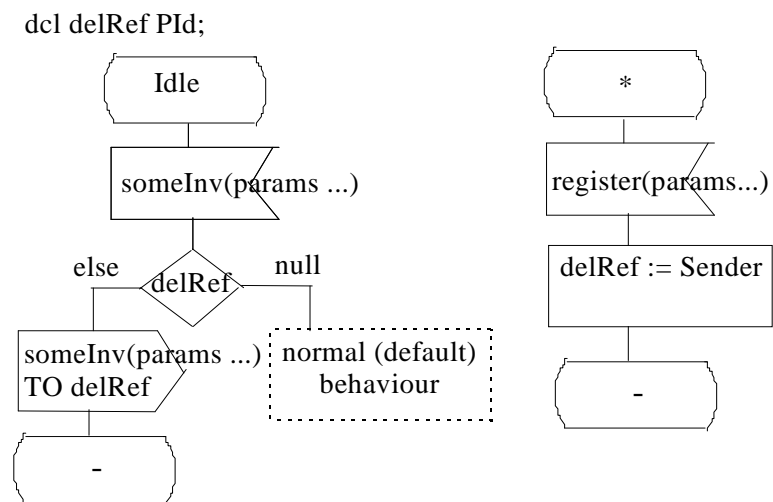 dcl delRef PId;
Idle
someInv(params ...)
else
delRef
null
someInv(params ...)
TO delRef
normal (default)
behaviour
-
*
register(params...)
delRef := Sender
-